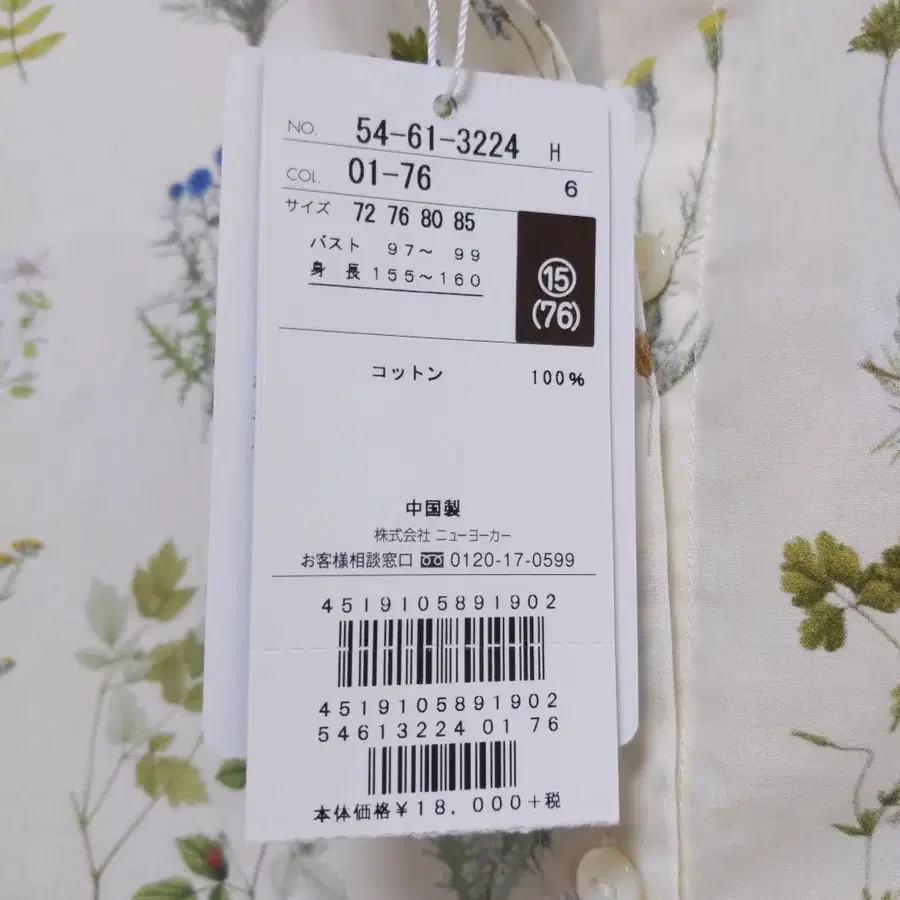 NO. 54-61-3224 H
COL. 01-76 6
サイズ 72 76 80 85
バスト 97〜 99
身 長 155〜160
⑮
(76)
コットン 100%
中国製
株式会社 ニューヨーカー
お客様相談窓口 0120-17-0599
4519105891902
4519105891902
54613224 01 76
本体価格¥18,000+税